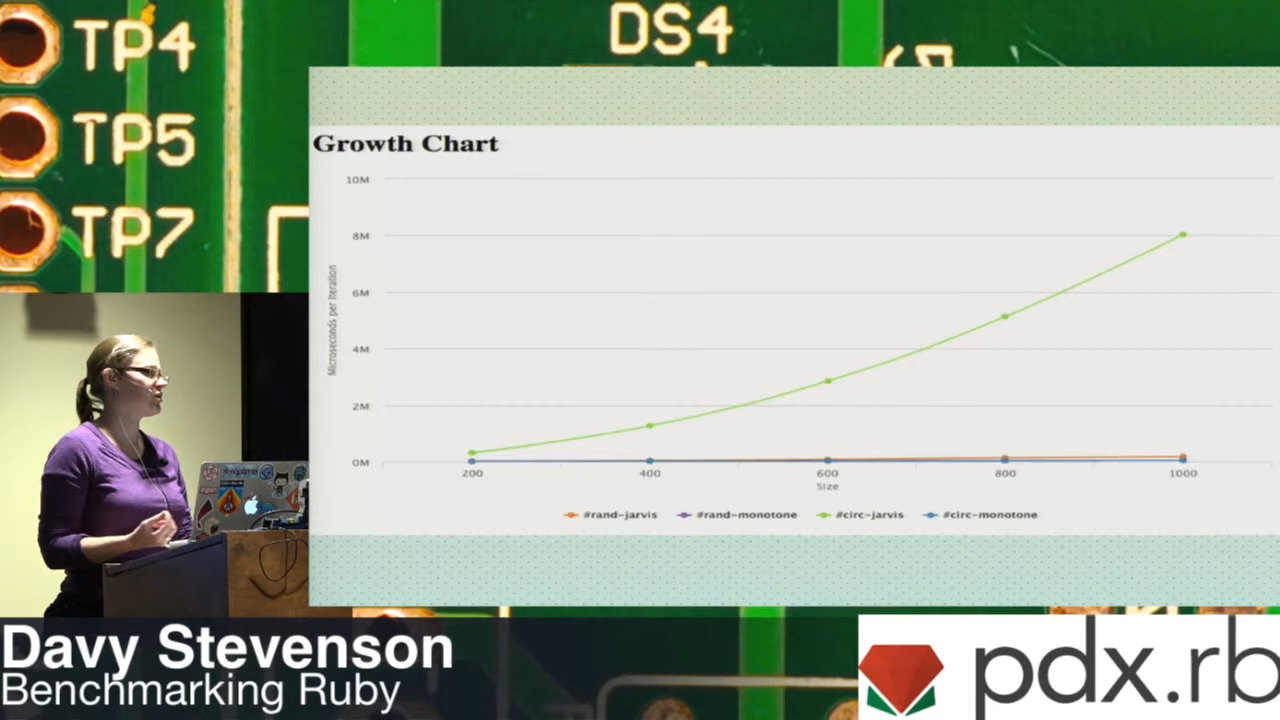 TP4
TP5
TP7
DS4
Growth Chart
10M
8M
6M
4M
2M
0M
Microseconds per Iteration
200 400 600 800 1000
Size
#rand-jarvis #rand-monotone #circ-jarvis #circ-monotone
Davy Stevenson
Benchmarking Ruby
pdx.rb